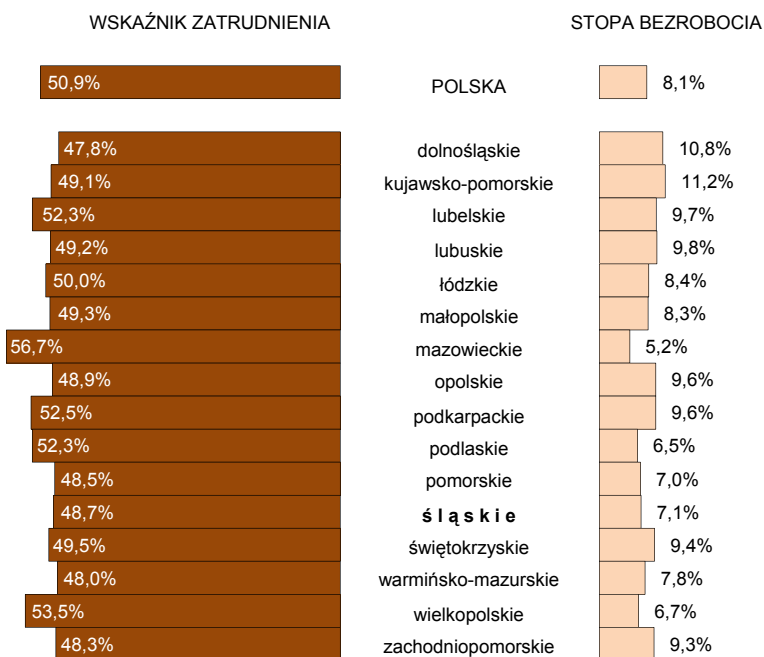 WSKAŹNIK ZATRUDNIENIA STOPA BEZROBOCIA
50,9% POLSKA 8,1%
47,8% dolnośląskie 10,8%
49,1% kujawsko-pomorskie 11,2%
52,3% lubelskie 9,7%
49,2% lubuskie 9,8%
50,0% łódzkie 8,4%
49,3% małopolskie 8,3%
56,7% mazowieckie 5,2%
48,9% opolskie 9,6%
52,5% podkarpackie 9,6%
52,3% podlaskie 6,5%
48,5% pomorskie 7,0%
48,7% ś l ą s k i e 7,1%
49,5% świętokrzyskie 9,4%
48,0% warmińsko-mazurskie 7,8%
53,5% wielkopolskie 6,7%
48,3% zachodniopomorskie 9,3%